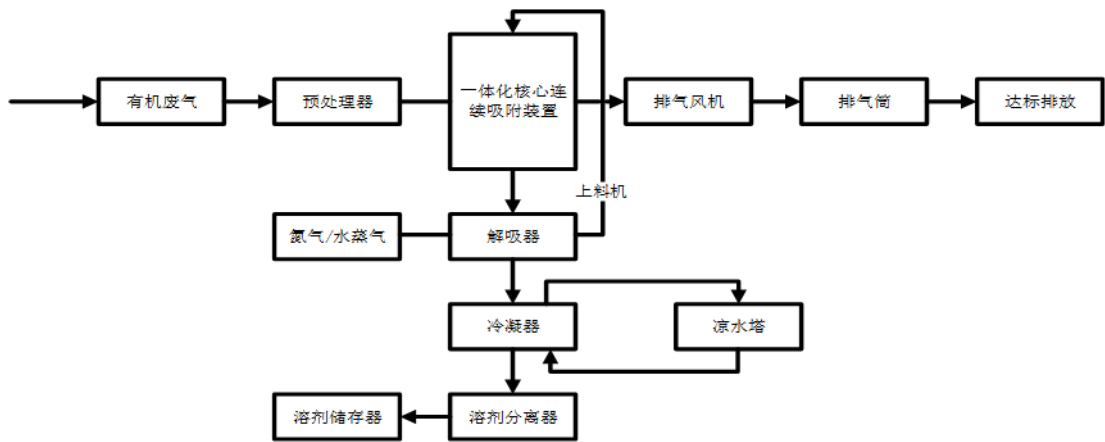 有机废气
预处理器
一体化核心连
续吸附装置
排气风机
排气筒
达标排放
上料机
氮气/水蒸气
解吸器
冷凝器
凉水塔
溶剂储存器
溶剂分离器